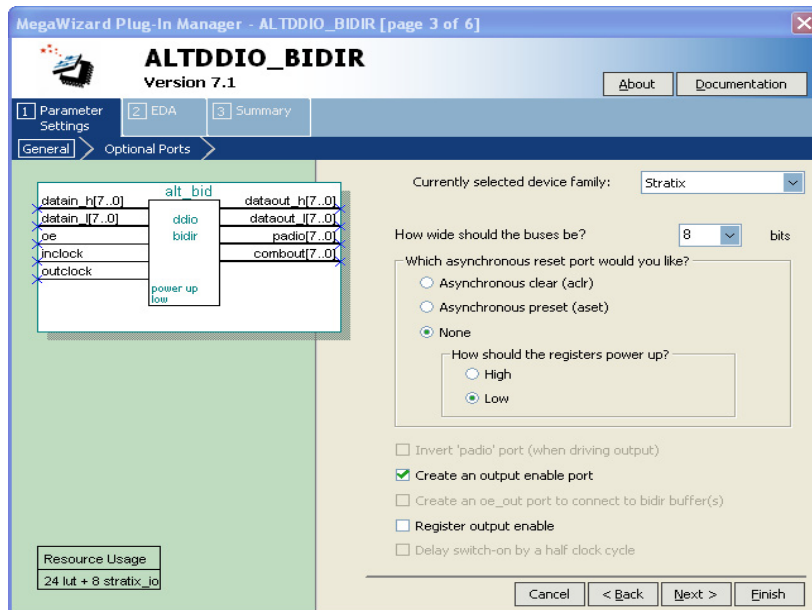 MegaWizard Plug-In Manager - ALTDDIO_BIDIR [page 3 of 6]
ALTDDIO_BIDIR
Version 7.1
About
Documentation
1 Parameter Settings
2 EDA
3 Summary
General
Optional Ports
alt_bid
datain_h[7..0]
datain_l[7..0]
oe
inclock
outclock
ddio
bidir
power up
low
dataout_h[7..0]
dataout_l[7..0]
padio[7..0]
combout[7..0]
Resource Usage
24 lut + 8 stratix_io
Currently selected device family:
Stratix
How wide should the buses be?
8
bits
Which asynchronous reset port would you like?
Asynchronous clear (aclr)
Asynchronous preset (aset)
None
How should the registers power up?
High
Low
Invert 'padio' port (when driving output)
Create an output enable port
Create an oe_out port to connect to bidir buffer(s)
Register output enable
Delay switch-on by a half clock cycle
Cancel
< Back
Next >
Finish